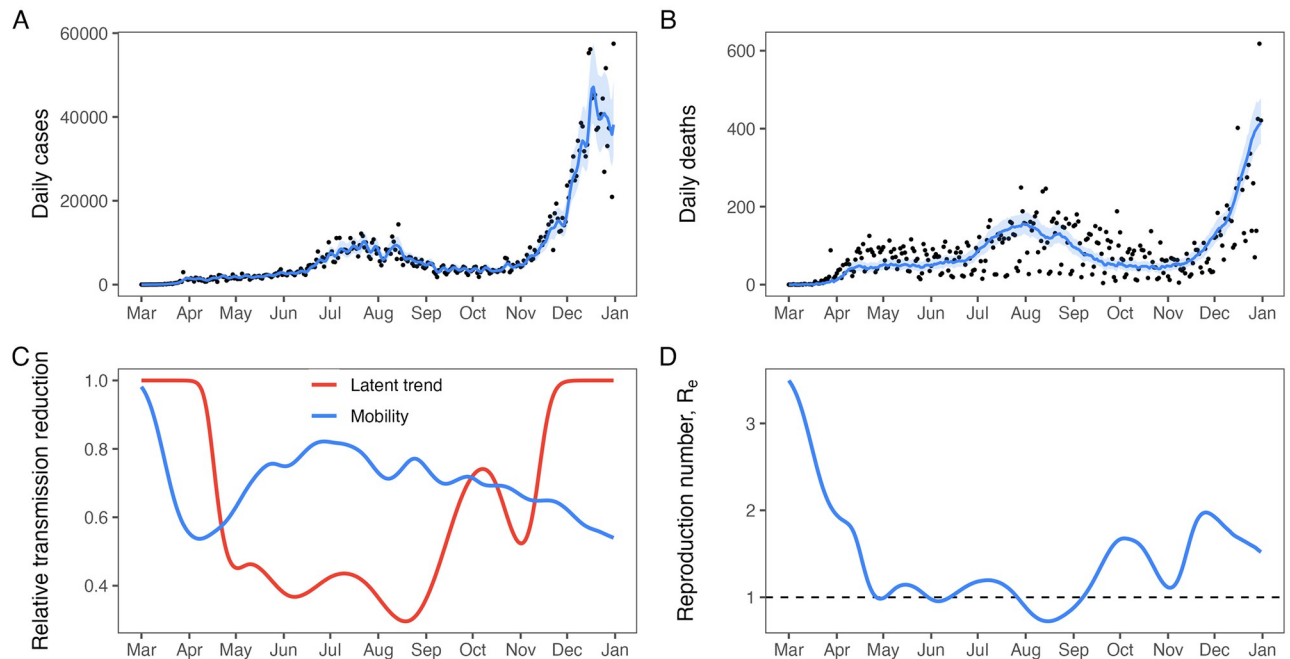 A
Daily cases
60000
40000
20000
0
Mar Apr May Jun Jul Aug Sep Oct Nov Dec Jan
B
Daily deaths
600
400
200
0
Mar Apr May Jun Jul Aug Sep Oct Nov Dec Jan
C
Relative transmission reduction
1.0
0.8
0.6
0.4
Latent trend
Mobility
Mar Apr May Jun Jul Aug Sep Oct Nov Dec Jan
D
Reproduction number, Re
3
2
1
Mar Apr May Jun Jul Aug Sep Oct Nov Dec Jan